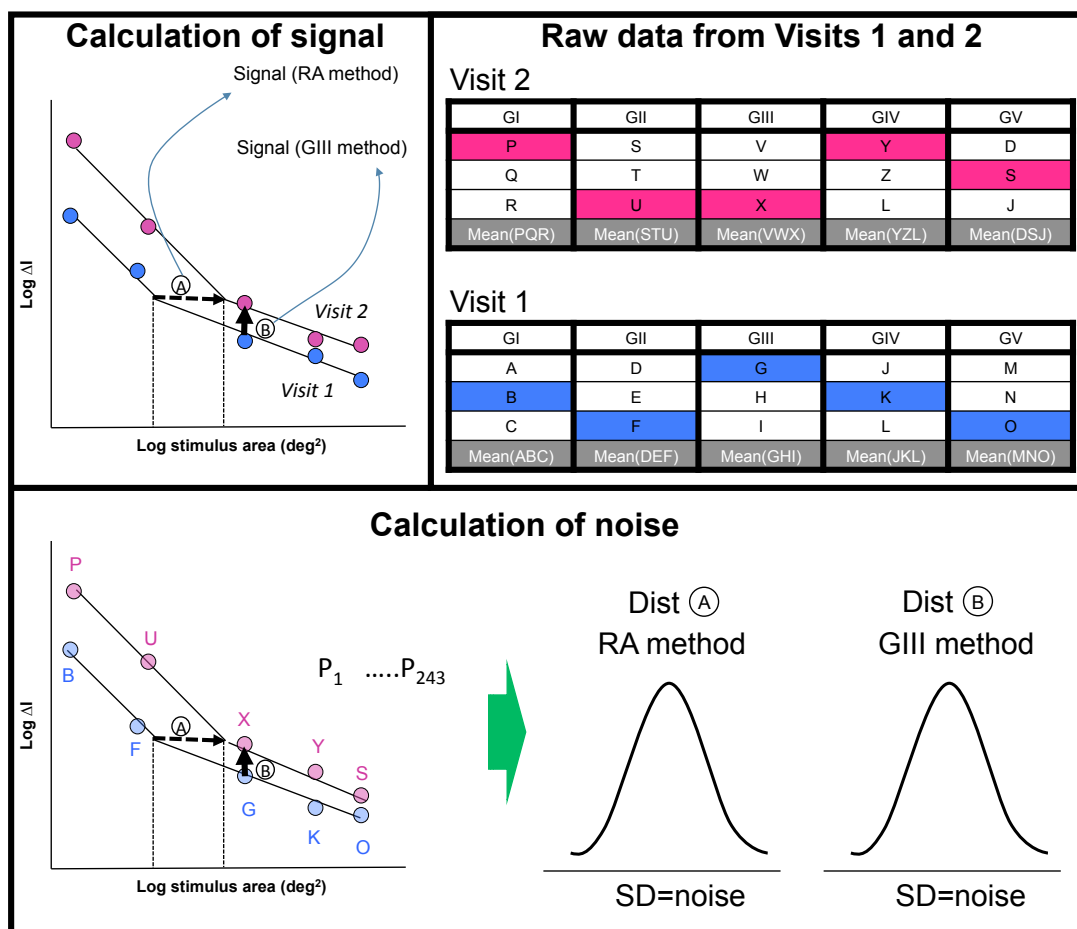 Calculation of signal
Signal (RA method)
Signal (GIII method)
A
B
Visit 2
Visit 1
Log ΔI
Log stimulus area (deg²)
Raw data from Visits 1 and 2
Visit 2
GI GII GIII GIV GV
P S V Y D
Q T W Z S
R U X L J
Mean(PQR) Mean(STU) Mean(VWX) Mean(YZL) Mean(DSJ)
Visit 1
GI GII GIII GIV GV
A D G J M
B E H K N
C F I L O
Mean(ABC) Mean(DEF) Mean(GHI) Mean(JKL) Mean(MNO)
Calculation of noise
P
U
B
F
A
X
B
G
Y
K
S
O
Log ΔI
Log stimulus area (deg²)
P₁ .....P₂₄₃
Dist A
RA method
SD=noise
Dist B
GIII method
SD=noise